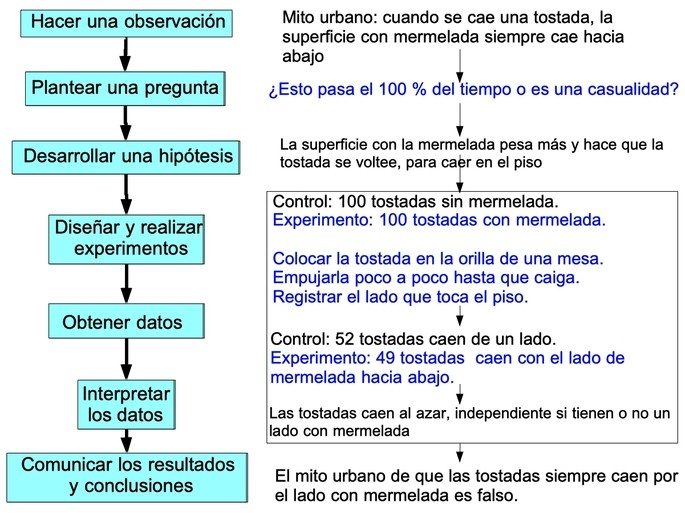 Hacer una observación
Mito urbano: cuando se cae una tostada, la
superficie con mermelada siempre cae hacia
abajo
Plantear una pregunta
¿Esto pasa el 100 % del tiempo o es una casualidad?
Desarrollar una hipótesis
La superficie con la mermelada pesa más y hace que la
tostada se voltee, para caer en el piso
Diseñar y realizar
experimentos
Control: 100 tostadas sin mermelada.
Experimento: 100 tostadas con mermelada.
Colocar la tostada en la orilla de una mesa.
Empujarla poco a poco hasta que caiga.
Registrar el lado que toca el piso.
Obtener datos
Control: 52 tostadas caen de un lado.
Experimento: 49 tostadas caen con el lado de
mermelada hacia abajo.
Interpretar
los datos
Las tostadas caen al azar, independiente si tienen o no un
lado con mermelada
Comunicar los resultados
y conclusiones
El mito urbano de que las tostadas siempre caen por
el lado con mermelada es falso.